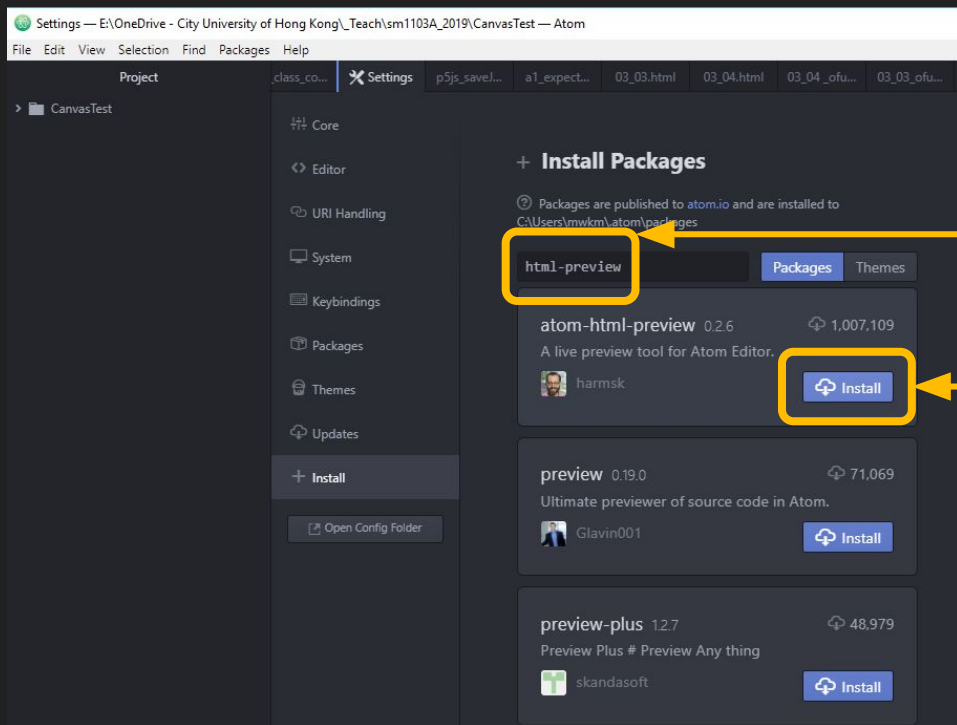 Settings — E:\OneDrive - City University of Hong Kong\_Teach\sm1103A_2019\CanvasTest — Atom
File Edit View Selection Find Packages Help
Project
_class_co... Settings p5js_saveJ... a1_expect... 03_03.html 03_04.html 03_04 _ofu... 03_03_ofu...
CanvasTest
Core
Editor
URI Handling
System
Keybindings
Packages
Themes
Updates
Install
Open Config Folder
Install Packages
Packages are published to atom.io and are installed to
C:\Users\mwkm\.atom\packages
html-preview Packages Themes
atom-html-preview 0.2.6 1,007,109
A live preview tool for Atom Editor.
harmsk Install
preview 0.19.0 71,069
Ultimate previewer of source code in Atom.
Glavin001 Install
preview-plus 1.2.7 48,979
Preview Plus # Preview Any thing
skandasoft Install